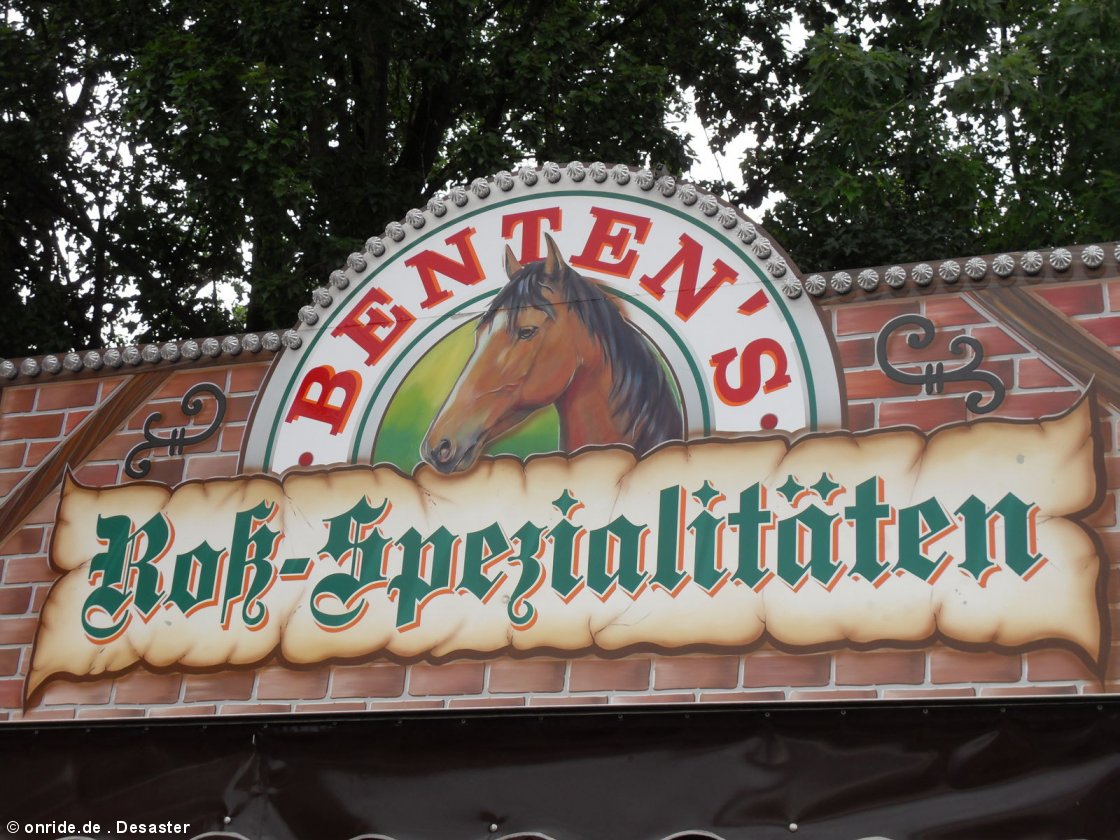 BENTEN'S
Roß-Spezialitäten
© onride.de . Desaster